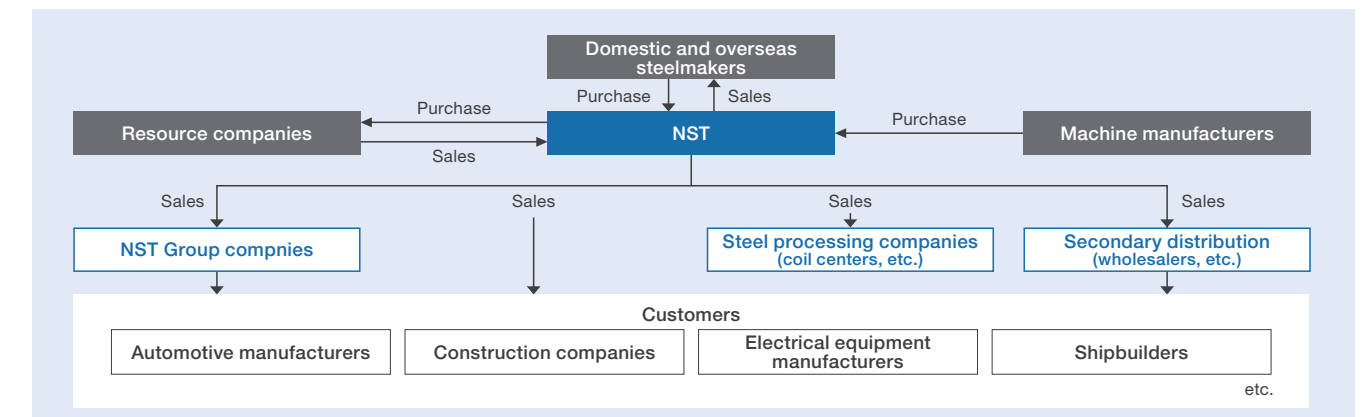 Domestic and overseas
steelmakers
Purchase
Sales
Purchase
Purchase
Resource companies
NST
Machine manufacturers
Sales
Sales
Sales
Sales
Sales
NST Group compnies
Steel processing companies
(coil centers, etc.)
Secondary distribution
(wholesalers, etc.)
Customers
Automotive manufacturers
Construction companies
Electrical equipment
manufacturers
Shipbuilders
etc.